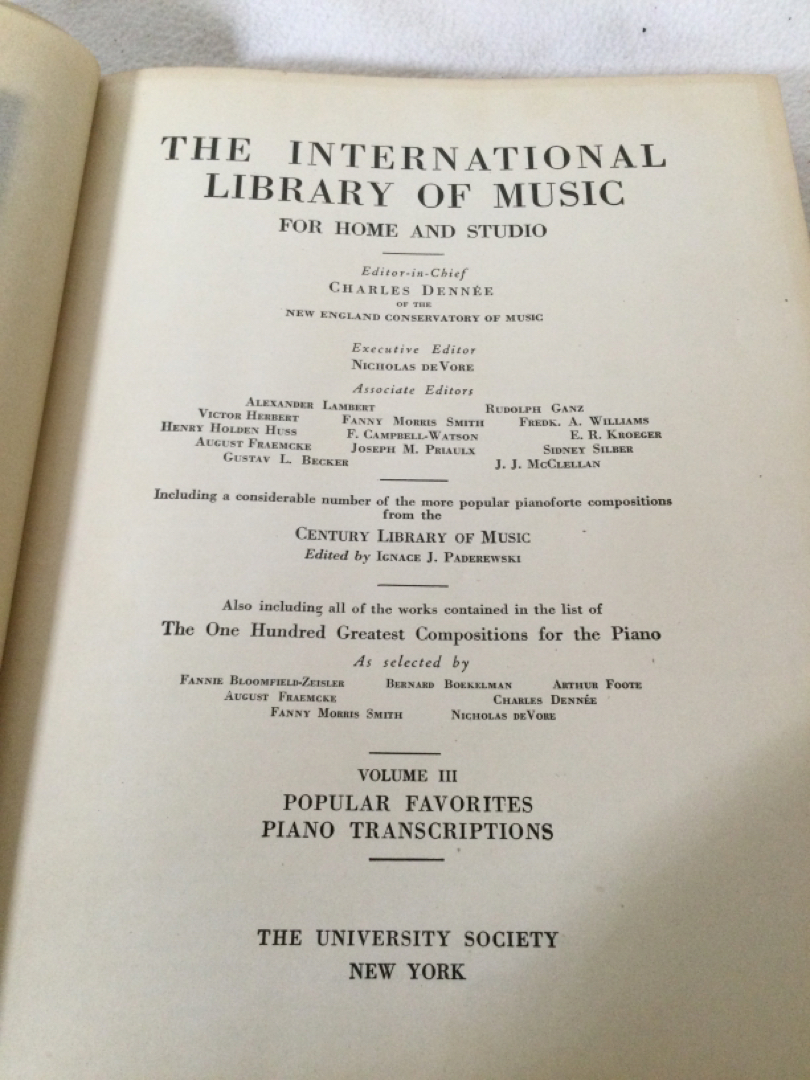 THE INTERNATIONAL
LIBRARY OF MUSIC
FOR HOME AND STUDIO
Editor-in-Chief
CHARLES DENNÉE
OF THE
NEW ENGLAND CONSERVATORY OF MUSIC
Executive Editor
NICHOLAS DEVORE
Associate Editors
ALEXANDER LAMBERT RUDOLPH GANZ
VICTOR HERBERT FANNY MORRIS SMITH FREDK. A. WILLIAMS
HENRY HOLDEN HUSS F. CAMPBELL-WATSON E. R. KROEGER
AUGUST FRAEMCKE JOSEPH M. PRIAULX SIDNEY SILBER
GUSTAV L. BECKER J. J. MCCLELLAN
Including a considerable number of the more popular pianoforte compositions
from the
CENTURY LIBRARY OF MUSIC
Edited by IGNACE J. PADEREWSKI
Also including all of the works contained in the list of
The One Hundred Greatest Compositions for the Piano
As selected by
FANNIE BLOOMFIELD-ZEISLER BERNARD BOEKELMAN ARTHUR FOOTE
AUGUST FRAEMCKE CHARLES DENNÉE
FANNY MORRIS SMITH NICHOLAS DEVORE
VOLUME III
POPULAR FAVORITES
PIANO TRANSCRIPTIONS
THE UNIVERSITY SOCIETY
NEW YORK